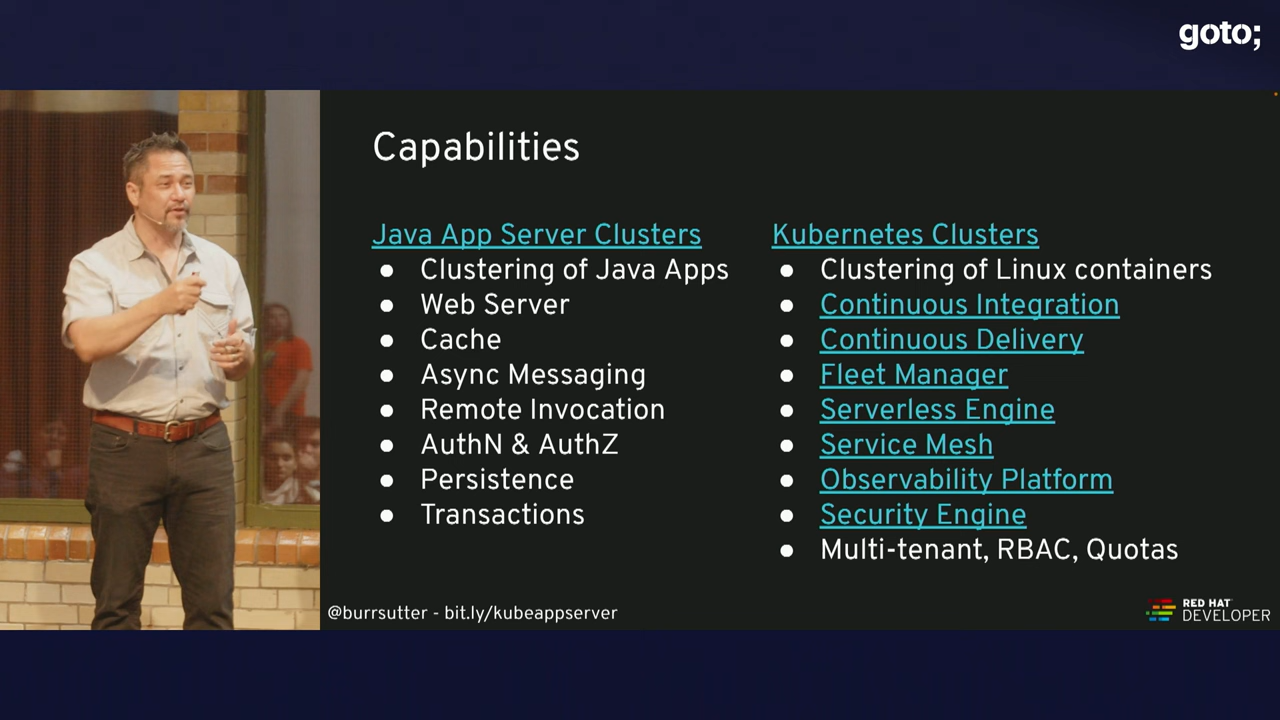 goto;
Capabilities
Java App Server Clusters
● Clustering of Java Apps
● Web Server
● Cache
● Async Messaging
● Remote Invocation
● AuthN & AuthZ
● Persistence
● Transactions
Kubernetes Clusters
● Clustering of Linux containers
● Continuous Integration
● Continuous Delivery
● Fleet Manager
● Serverless Engine
● Service Mesh
● Observability Platform
● Security Engine
● Multi-tenant, RBAC, Quotas
@burrsutter - bit.ly/kubeappserver
RED HAT
DEVELOPER